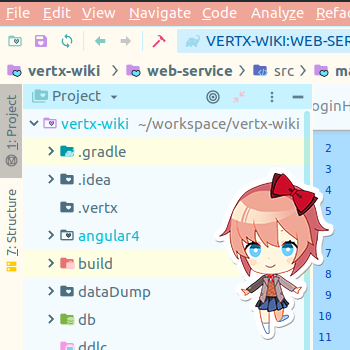 File Edit View Navigate Code Analyze Refac
VERTX-WIKI:WEB-SER
vertx-wiki web-service src ma
1: Project
7: Structure
Project
vertx-wiki ~/workspace/vertx-wiki
.gradle
.idea
.vertx
angular4
build
dataDump
db
ddlc
oginH
2
3
4
5
7
8
9
10
11